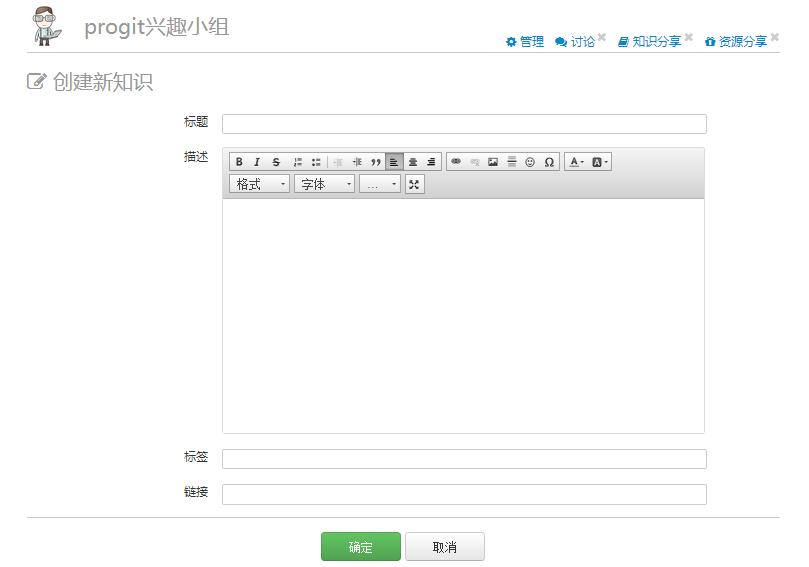 progit兴趣小组
管理 讨论 知识分享 资源分享
创建新知识
标题
描述
B I S
格式 字体 ...
标签
链接
确定 取消